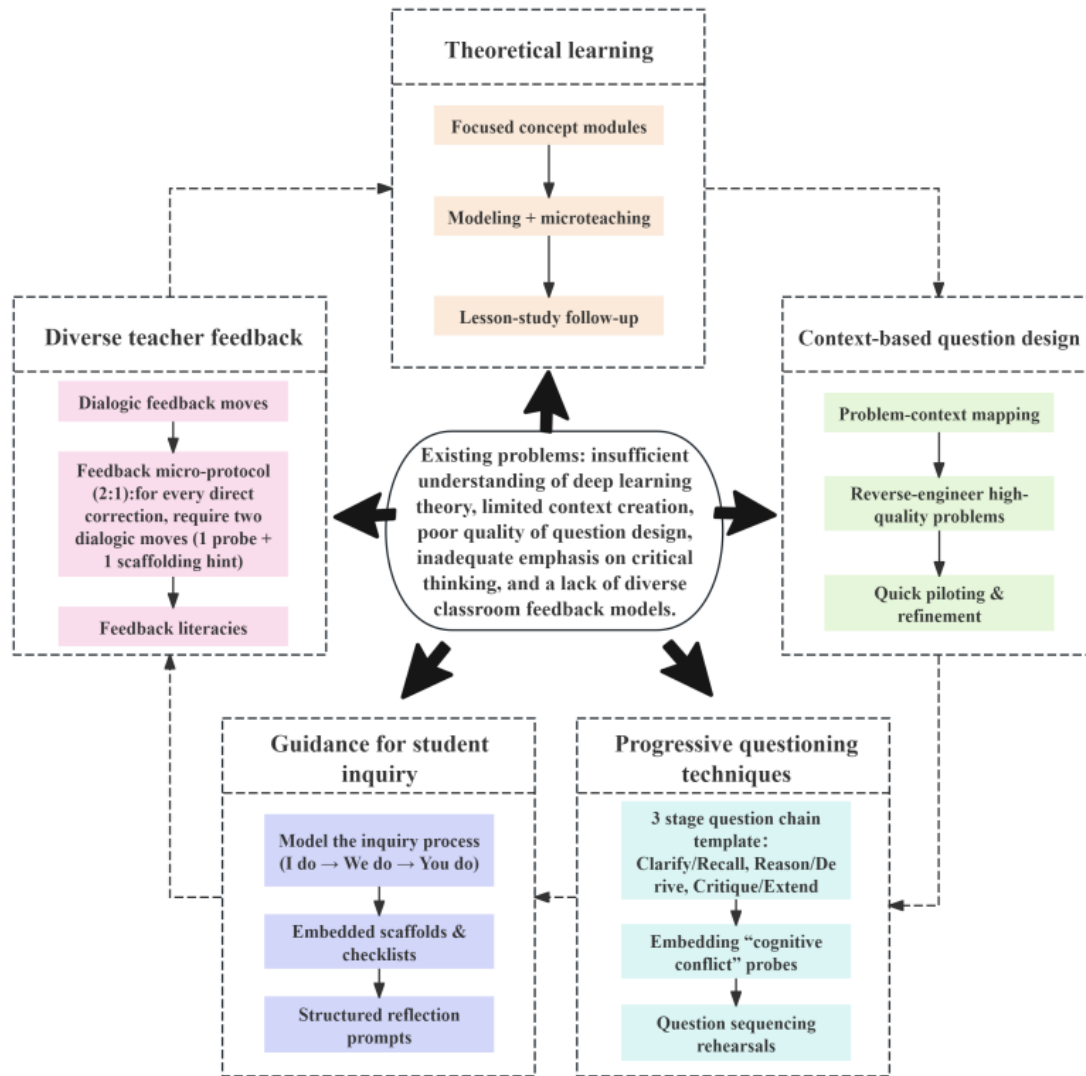 Theoretical learning
Focused concept modules
Modeling + microteaching
Lesson-study follow-up
Diverse teacher feedback
Dialogic feedback moves
Feedback micro-protocol
(2:1):for every direct
correction, require two
dialogic moves (1 probe +
1 scaffolding hint)
Feedback literacies
Existing problems: insufficient
understanding of deep learning
theory, limited context creation,
poor quality of question design,
inadequate emphasis on critical
thinking, and a lack of diverse
classroom feedback models.
Context-based question design
Problem-context mapping
Reverse-engineer high-
quality problems
Quick piloting &
refinement
Guidance for student
inquiry
Model the inquiry process
(I do → We do → You do)
Embedded scaffolds &
checklists
Structured reflection
prompts
Progressive questioning
techniques
3 stage question chain
template:
Clarify/Recall, Reason/De
rive, Critique/Extend
Embedding “cognitive
conflict” probes
Question sequencing
rehearsals